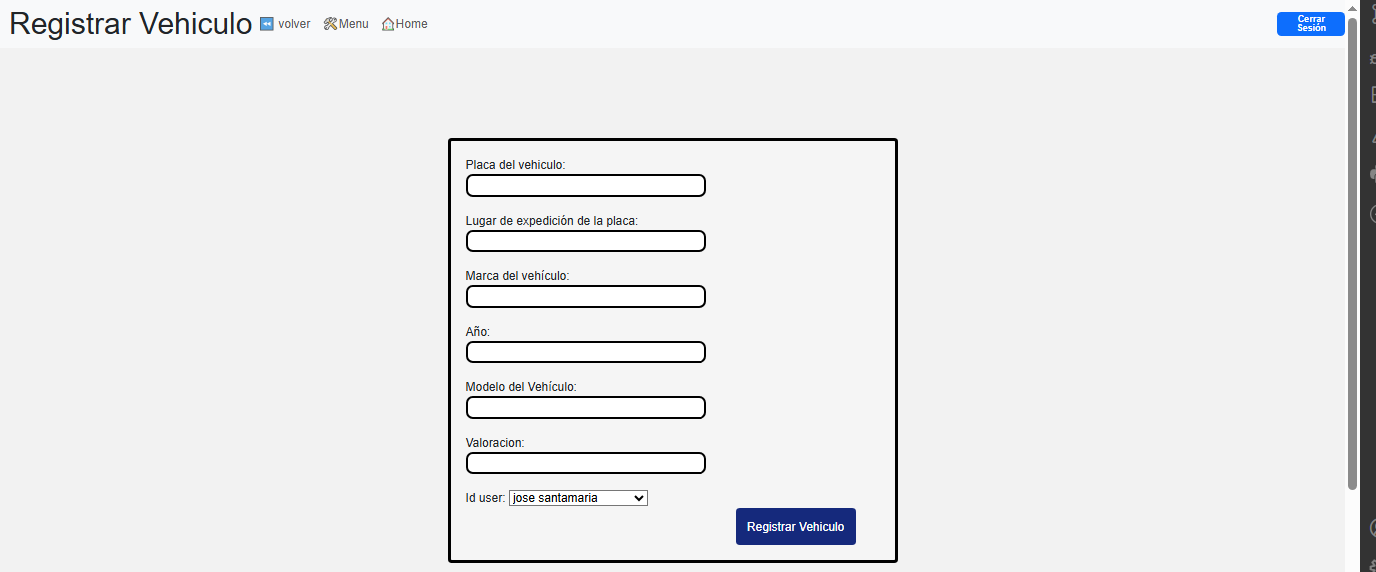 Registrar Vehiculo ⏪ volver 🛠Menu 🏠Home
Cerrar
Sesión
Placa del vehiculo:
Lugar de expedición de la placa:
Marca del vehículo:
Año:
Modelo del Vehículo:
Valoracion:
Id user: jose santamaria
Registrar Vehiculo